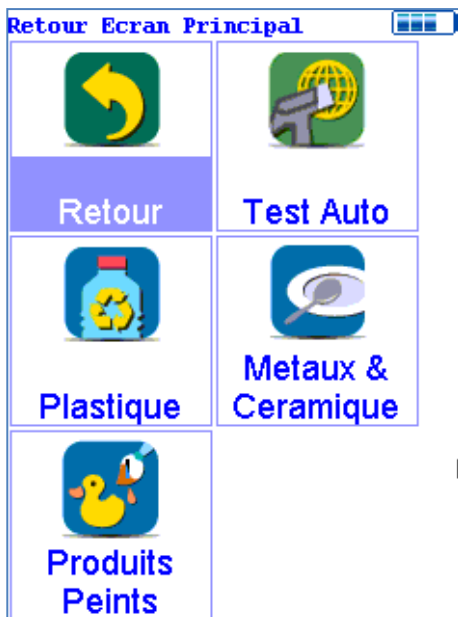 Retour Ecran Principal
Retour
Test Auto
Plastique
Metaux &
Ceramique
Produits
Peints